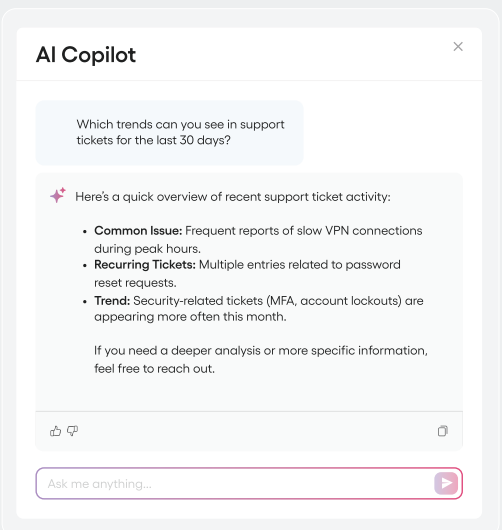 AI Copilot
Which trends can you see in support
tickets for the last 30 days?
Here's a quick overview of recent support ticket activity:
• Common Issue: Frequent reports of slow VPN connections
during peak hours.
• Recurring Tickets: Multiple entries related to password
reset requests.
• Trend: Security-related tickets (MFA, account lockouts) are
appearing more often this month.
If you need a deeper analysis or more specific information,
feel free to reach out.
Ask me anything...